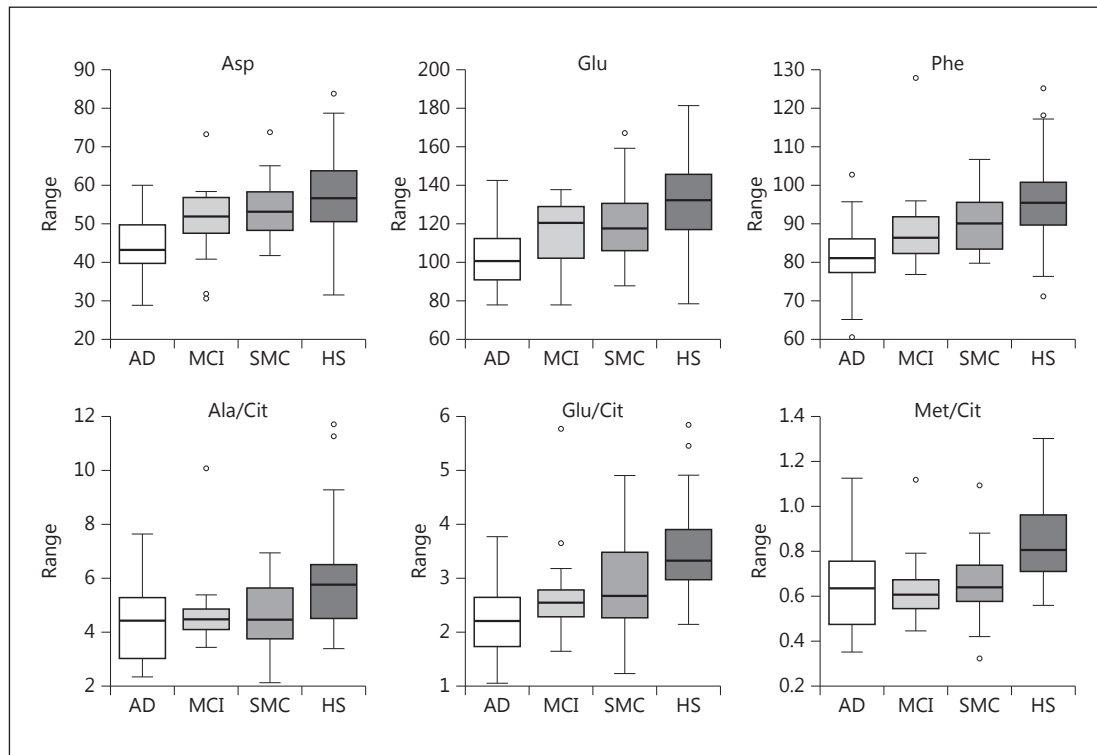 Asp
90
80
70
60
50
40
30
20
Range
AD MCI SMC HS
Glu
200
180
160
140
120
100
80
60
Range
AD MCI SMC HS
Phe
130
120
110
100
90
80
70
60
Range
AD MCI SMC HS
Ala/Cit
12
10
8
6
4
2
Range
AD MCI SMC HS
Glu/Cit
6
5
4
3
2
1
Range
AD MCI SMC HS
Met/Cit
1.4
1.2
1.0
0.8
0.6
0.4
0.2
Range
AD MCI SMC HS